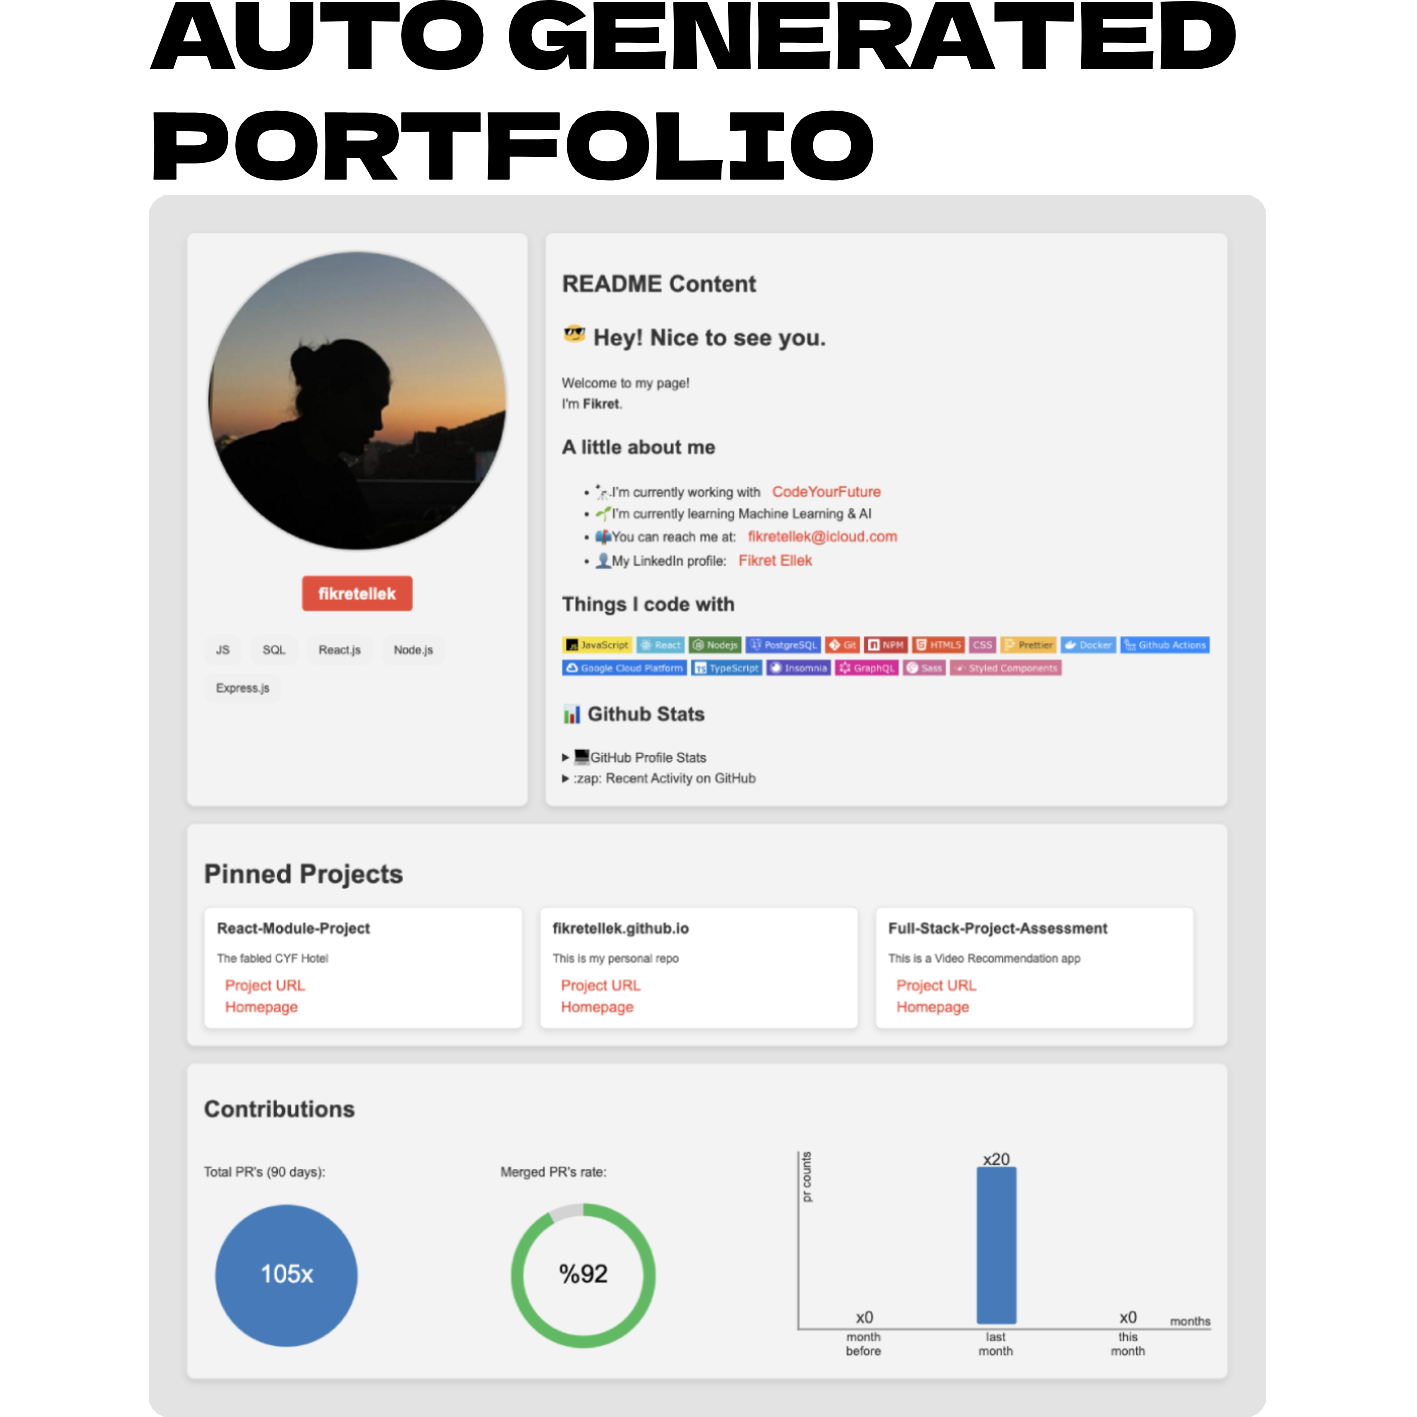 AUTO GENERATED
PORTFOLIO
fikretellek
JS SQL React.js Node.js
Express.js
README Content
😎 Hey! Nice to see you.
Welcome to my page!
I'm Fikret.
A little about me
• I'm currently working with CodeYourFuture
• 🌱I'm currently learning Machine Learning & AI
• 📫You can reach me at: fikretellek@icloud.com
• 👤My LinkedIn profile: Fikret Ellek
Things I code with
JavaScript React Nodejs PostgreSQL Git NPM HTML5 CSS Prettier Docker Github Actions
Google Cloud Platform TypeScript Insomnia GraphQL Sass Styled Components
📊 Github Stats
▶ 💻GitHub Profile Stats
▶ :zap: Recent Activity on GitHub
Pinned Projects
React-Module-Project
The fabled CYF Hotel
Project URL
Homepage
fikretellek.github.io
This is my personal repo
Project URL
Homepage
Full-Stack-Project-Assessment
This is a Video Recommendation app
Project URL
Homepage
Contributions
Total PR's (90 days):
105x
Merged PR's rate:
%92
pr counts
x0
x20
x0
months
month
before
last
month
this
month